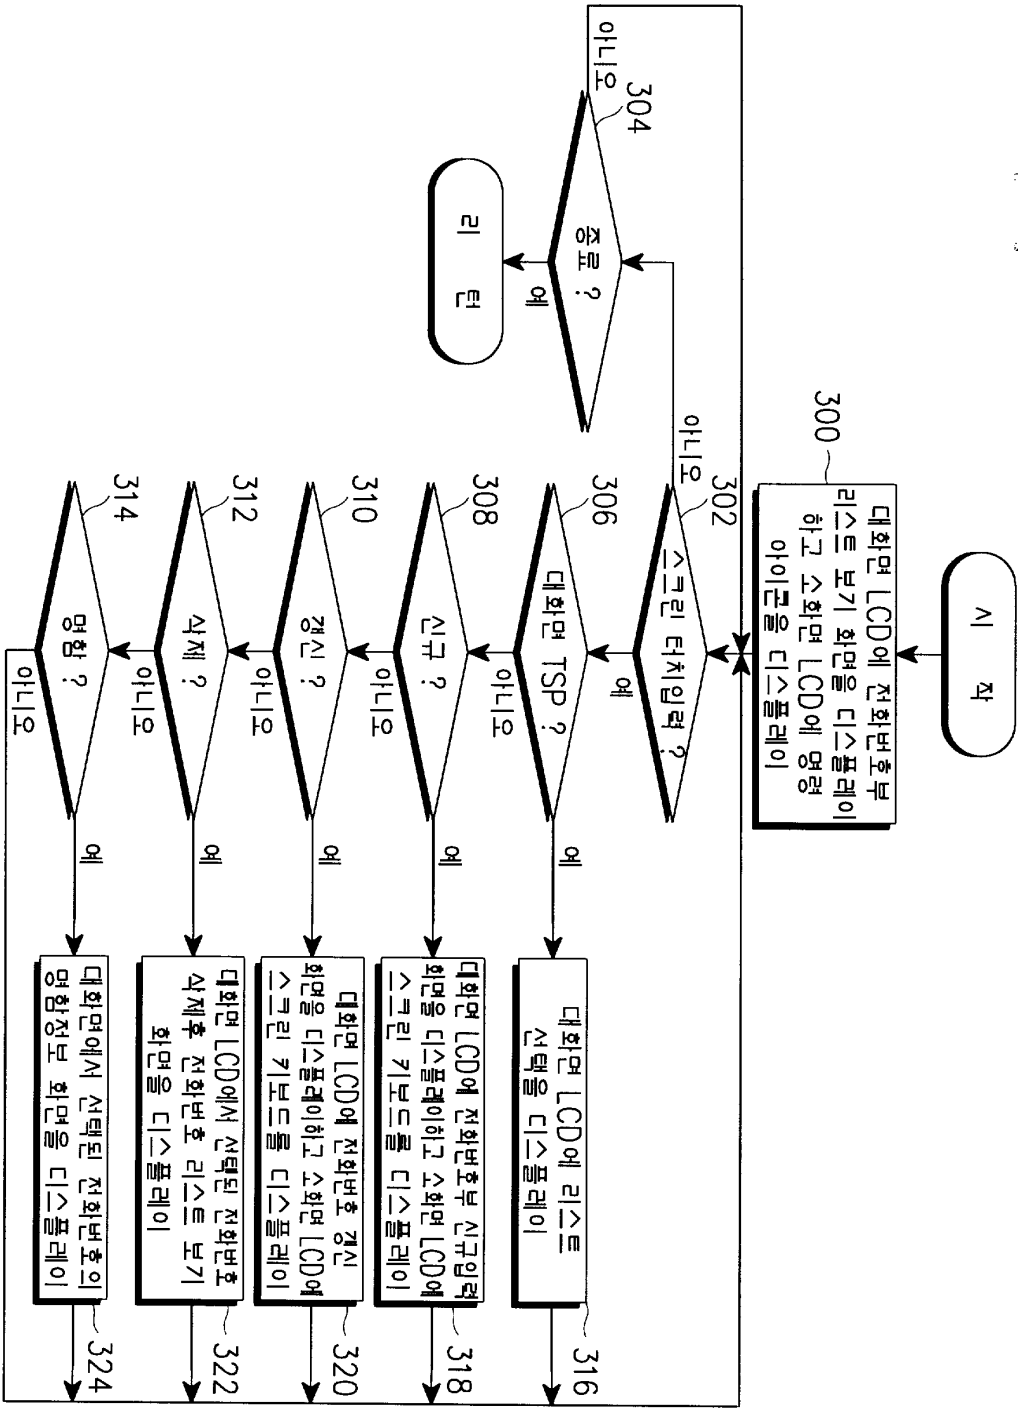 시 작
300
대화면 LCD에 전화번호부
리스트 보기 화면을 디스플레이
하고 소화면 LCD에 명령
아이콘을 디스플레이
302
스크린 터치입력 ?
아니오
예
304
종료 ?
아니오
예
리 턴
306
대화면 TSP ?
예
아니오
316
대화면 LCD에 리스트
선택을 디스플레이
308
신규 ?
예
아니오
318
대화면 LCD에 전화번호부 신규입력
화면을 디스플레이하고 소화면 LCD에
스크린 키보드를 디스플레이
310
갱신 ?
예
아니오
320
대화면 LCD에 전화번호 갱신
화면을 디스플레이하고 소화면 LCD에
스크린 키보드를 디스플레이
312
삭제 ?
예
아니오
322
대화면 LCD에서 선택된 전화번호
삭제후 전화번호 리스트 보기
화면을 디스플레이
314
명함 ?
예
아니오
324
대화면에서 선택된 전화번호의
명함정보 화면을 디스플레이